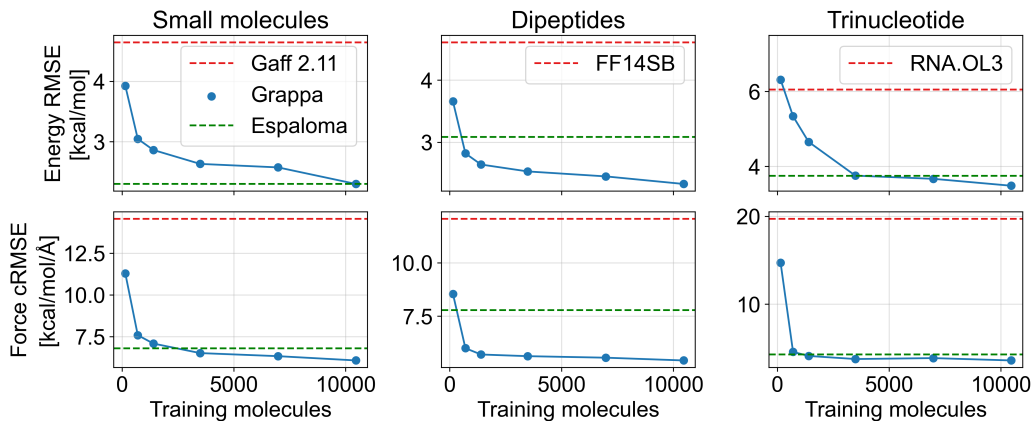 Small molecules
Dipeptides
Trinucleotide
Energy RMSE
[kcal/mol]
4
3
Gaff 2.11
Grappa
Espaloma
4
3
FF14SB
6
4
RNA.OL3
Force cRMSE
[kcal/mol/Å]
12.5
10.0
7.5
10.0
7.5
20
10
0
5000
10000
0
5000
10000
0
5000
10000
Training molecules
Training molecules
Training molecules